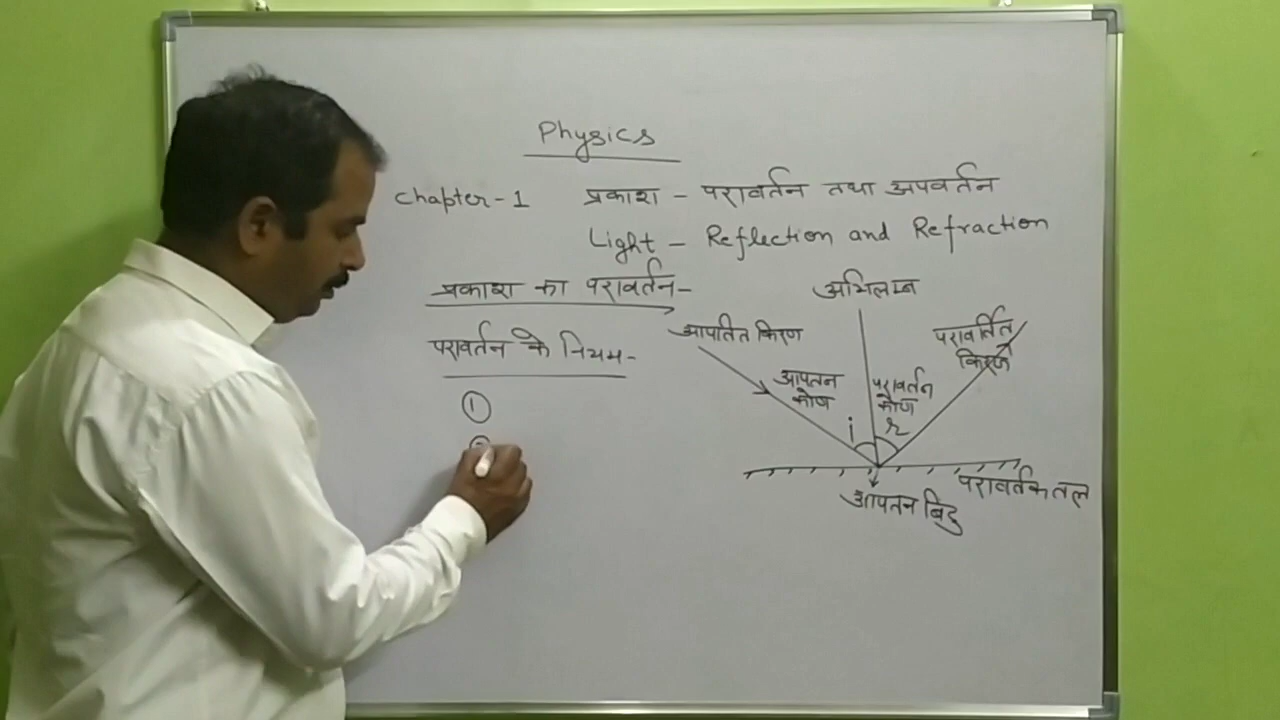 Physics
Chapter-1 प्रकाश - परावर्तन तथा अपवर्तन
Light - Reflection and Refraction
प्रकाश का परावर्तन-
परावर्तन के नियम-
①
②
अभिलम्ब
आपतित किरण
परावर्तित
किरण
आपतन
कोण
परावर्तन
कोण
i
r
परावर्तक तल
आपतन बिंदु